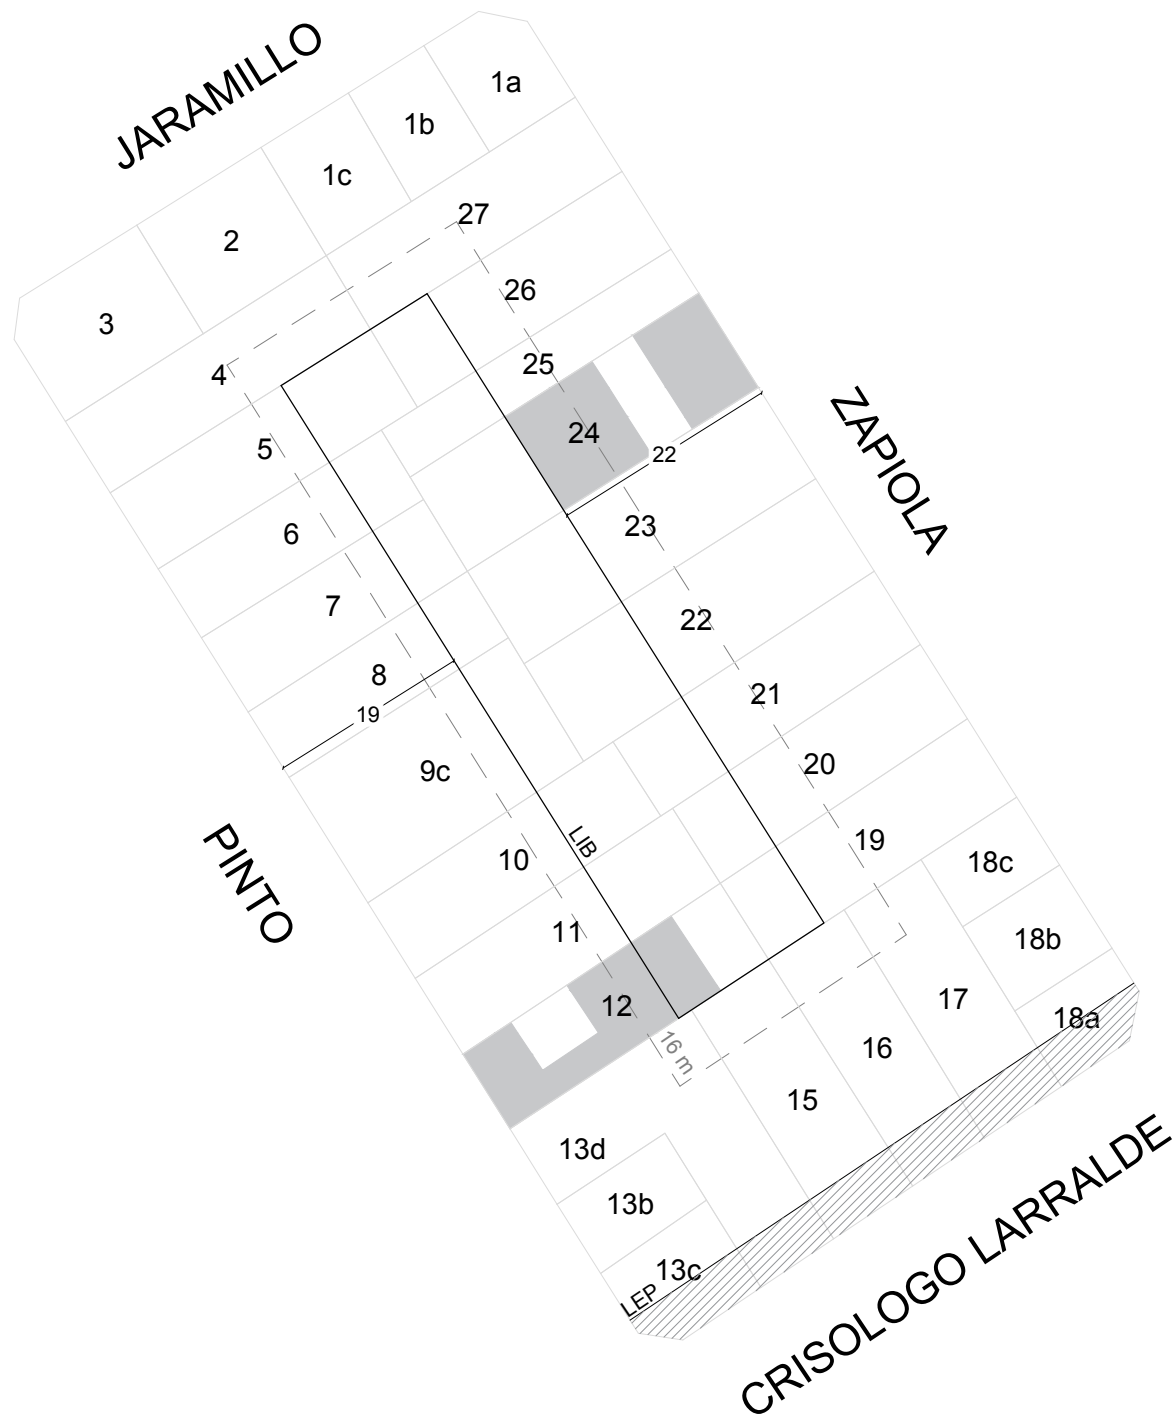 JARAMILLO
1a
1b
1c
2
3
27
26
25
4
5
24
22
6
23
7
22
8
19
21
9c
20
ZAPIOLA
PINTO
LIB
10
19
18c
11
18b
12
17
18a
16 m
16
15
13d
13b
13c
LEP
CRISOLOGO LARRALDE